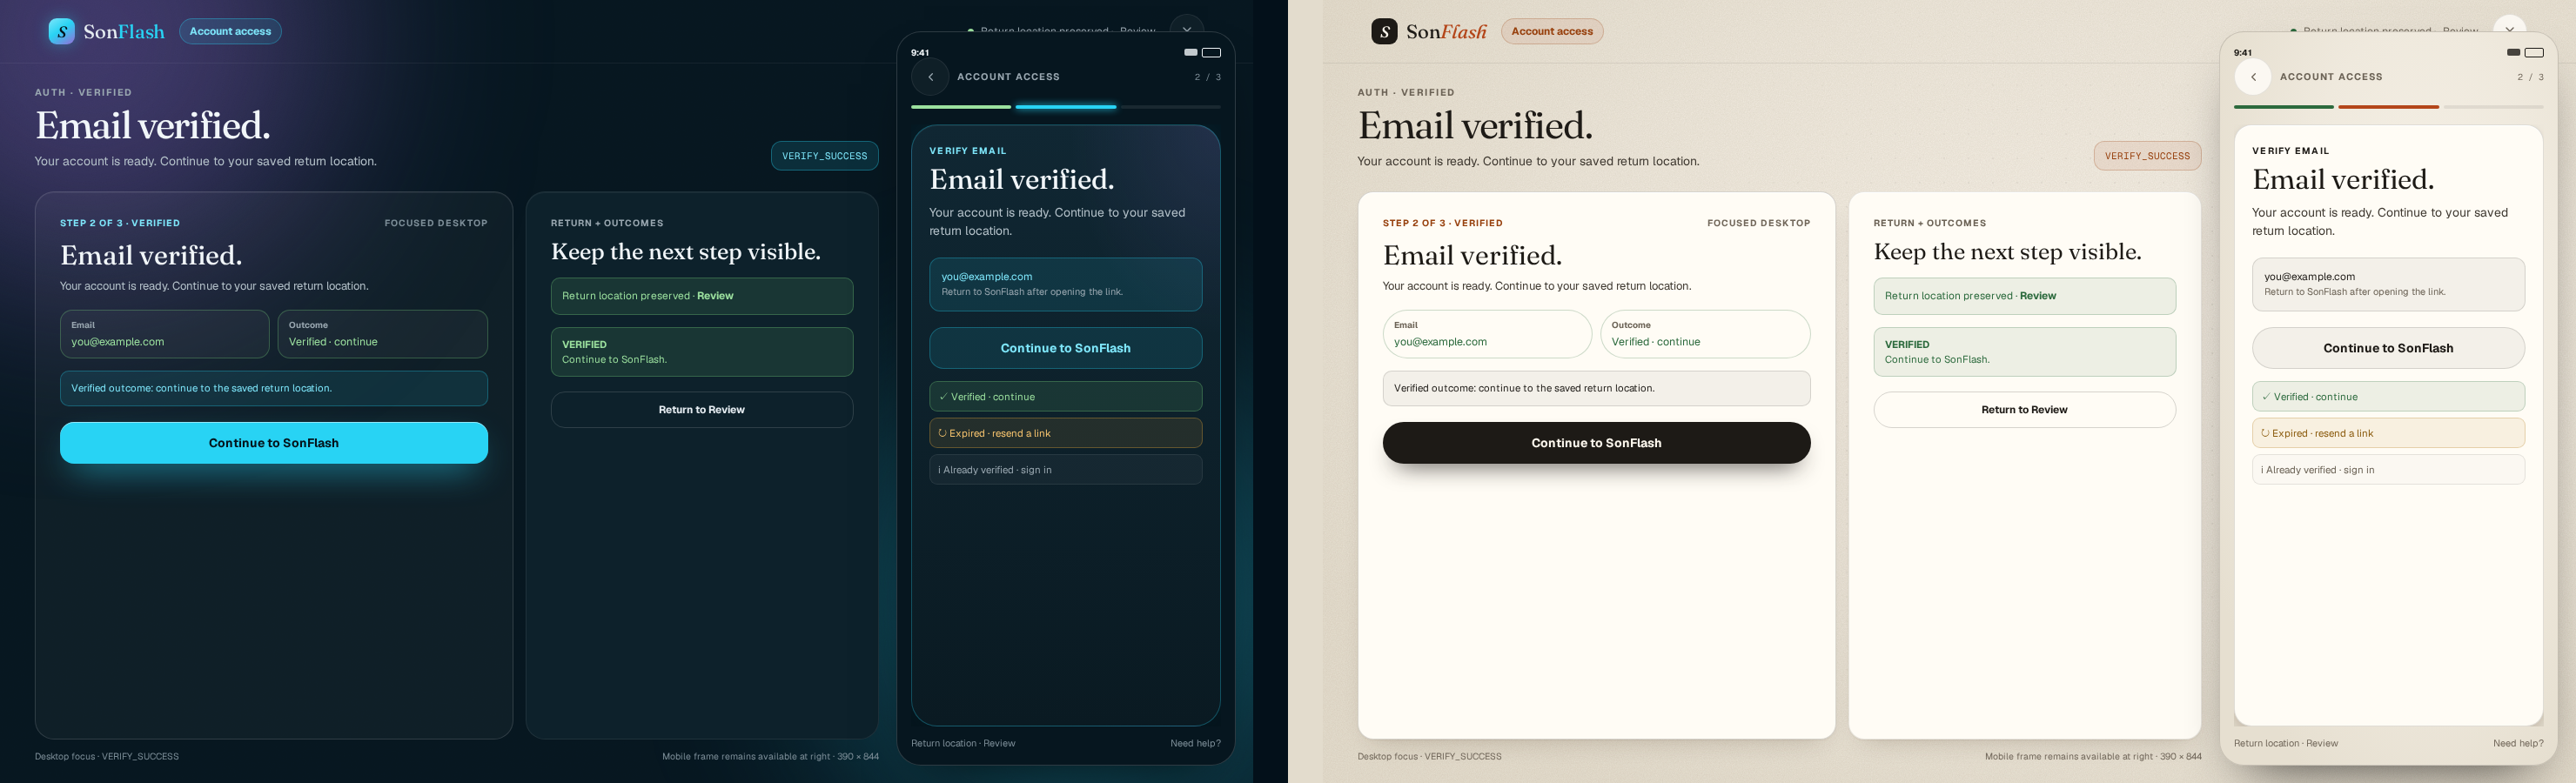 S SonFlash Account access
Return location preserved · Review
AUTH · VERIFIED
Email verified.
Your account is ready. Continue to your saved return location.
VERIFY_SUCCESS
STEP 2 OF 3 · VERIFIED
FOCUSED DESKTOP
Email verified.
Your account is ready. Continue to your saved return location.
Email
you@example.com
Outcome
Verified · continue
Verified outcome: continue to the saved return location.
Continue to SonFlash
RETURN + OUTCOMES
Keep the next step visible.
Return location preserved · Review
VERIFIED
Continue to SonFlash.
Return to Review
Desktop focus · VERIFY_SUCCESS
Mobile frame remains available at right · 390 × 844
9:41
ACCOUNT ACCESS
2 / 3
VERIFY EMAIL
Email verified.
Your account is ready. Continue to your saved
return location.
you@example.com
Return to SonFlash after opening the link.
Continue to SonFlash
✓ Verified · continue
↻ Expired · resend a link
i Already verified · sign in
Return location · Review
Need help?
S SonFlash Account access
Return location preserved · Review
AUTH · VERIFIED
Email verified.
Your account is ready. Continue to your saved return location.
VERIFY_SUCCESS
STEP 2 OF 3 · VERIFIED
FOCUSED DESKTOP
Email verified.
Your account is ready. Continue to your saved return location.
Email
you@example.com
Outcome
Verified · continue
Verified outcome: continue to the saved return location.
Continue to SonFlash
RETURN + OUTCOMES
Keep the next step visible.
Return location preserved · Review
VERIFIED
Continue to SonFlash.
Return to Review
Desktop focus · VERIFY_SUCCESS
Mobile frame remains available at right · 390 × 844
9:41
ACCOUNT ACCESS
2 / 3
VERIFY EMAIL
Email verified.
Your account is ready. Continue to your saved
return location.
you@example.com
Return to SonFlash after opening the link.
Continue to SonFlash
✓ Verified · continue
↻ Expired · resend a link
i Already verified · sign in
Return location · Review
Need help?